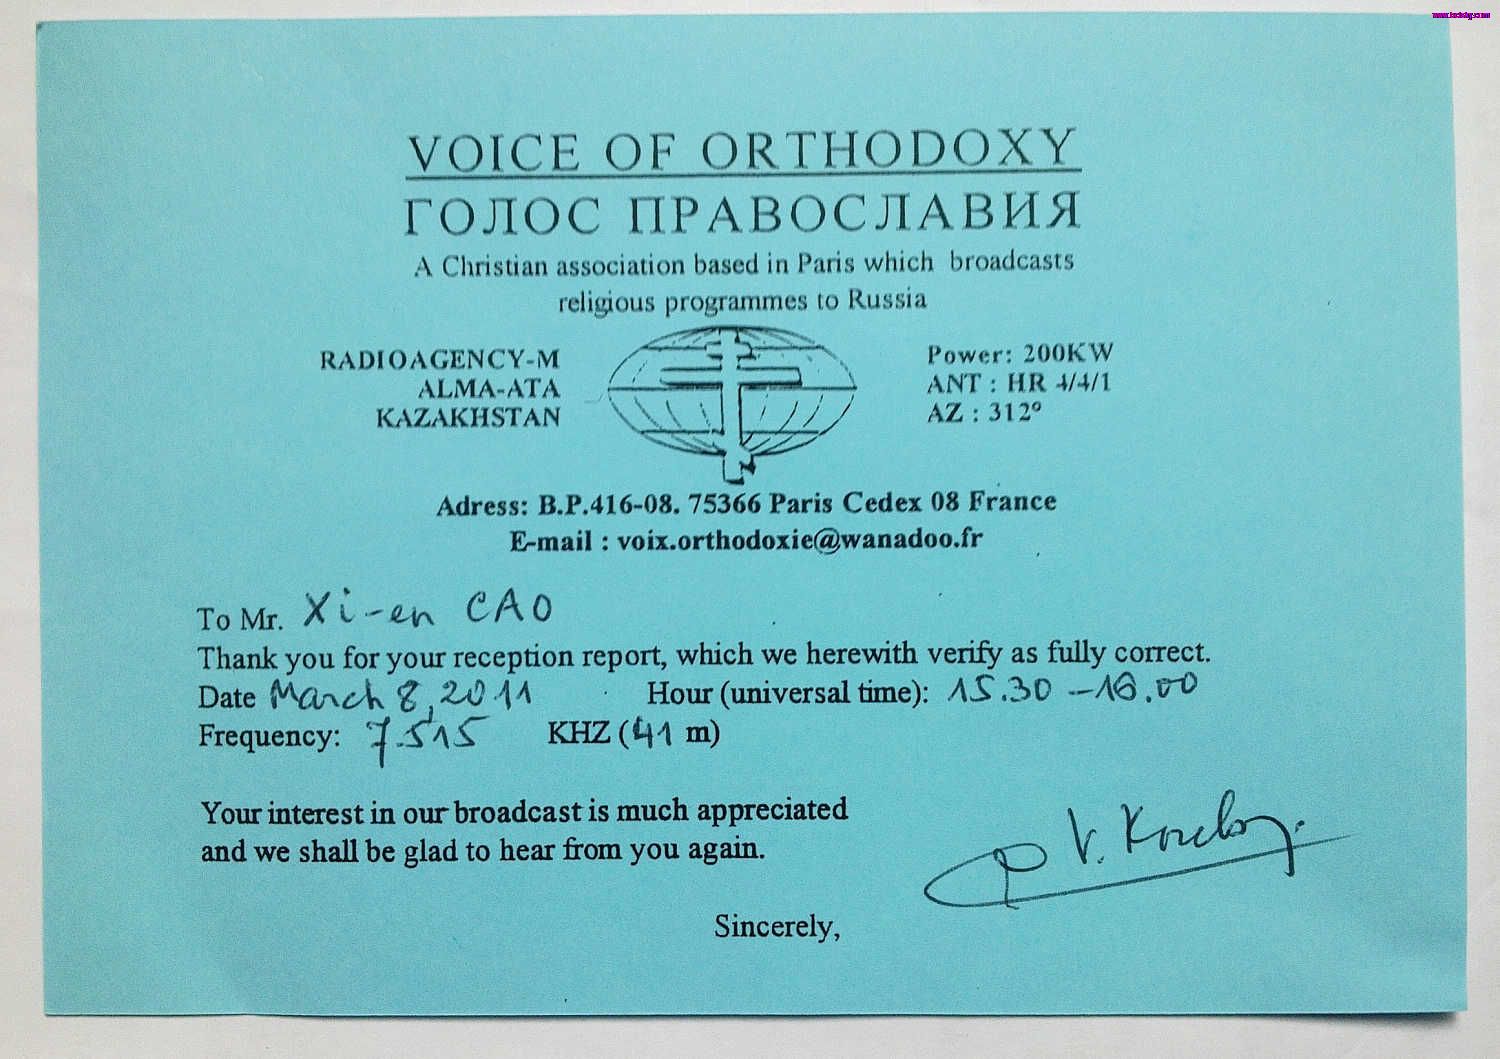 VOICE OF ORTHODOXY
ГОЛОС ПРАВОСЛАВИЯ
A Christian association based in Paris which broadcasts
religious programmes to Russia
RADIOAGENCY-M
ALMA-ATA
KAZAKHSTAN
Power: 200KW
ANT : HR 4/4/1
AZ : 312º
Adress: B.P.416-08. 75366 Paris Cedex 08 France
E-mail : voix.orthodoxie@wanadoo.fr
To Mr. Xi-en CAO
Thank you for your reception report, which we herewith verify as fully correct.
Date March 8, 2011 Hour (universal time): 15.30 - 16.00
Frequency: 7.515 KHZ (41 m)
Your interest in our broadcast is much appreciated
and we shall be glad to hear from you again.
V.
Sincerely,